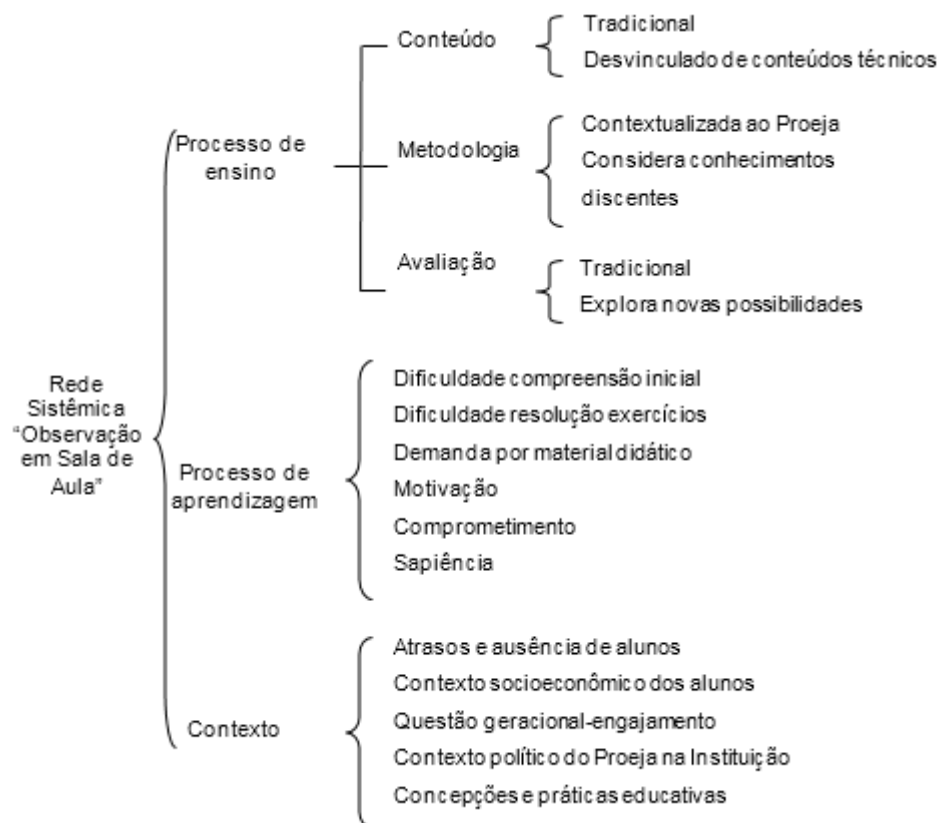 Rede
Sistêmica
“Observação
em Sala de
Aula”
Processo de
ensino
Conteúdo
Tradicional
Desvinculado de conteúdos técnicos
Metodologia
Contextualizada ao Proeja
Considera conhecimentos
discentes
Avaliação
Tradicional
Explora novas possibilidades
Processo de
aprendizagem
Dificuldade compreensão inicial
Dificuldade resolução exercícios
Demanda por material didático
Motivação
Comprometimento
Sapiência
Contexto
Atrasos e ausência de alunos
Contexto socioeconômico dos alunos
Questão geracional-engajamento
Contexto político do Proeja na Instituição
Concepções e práticas educativas